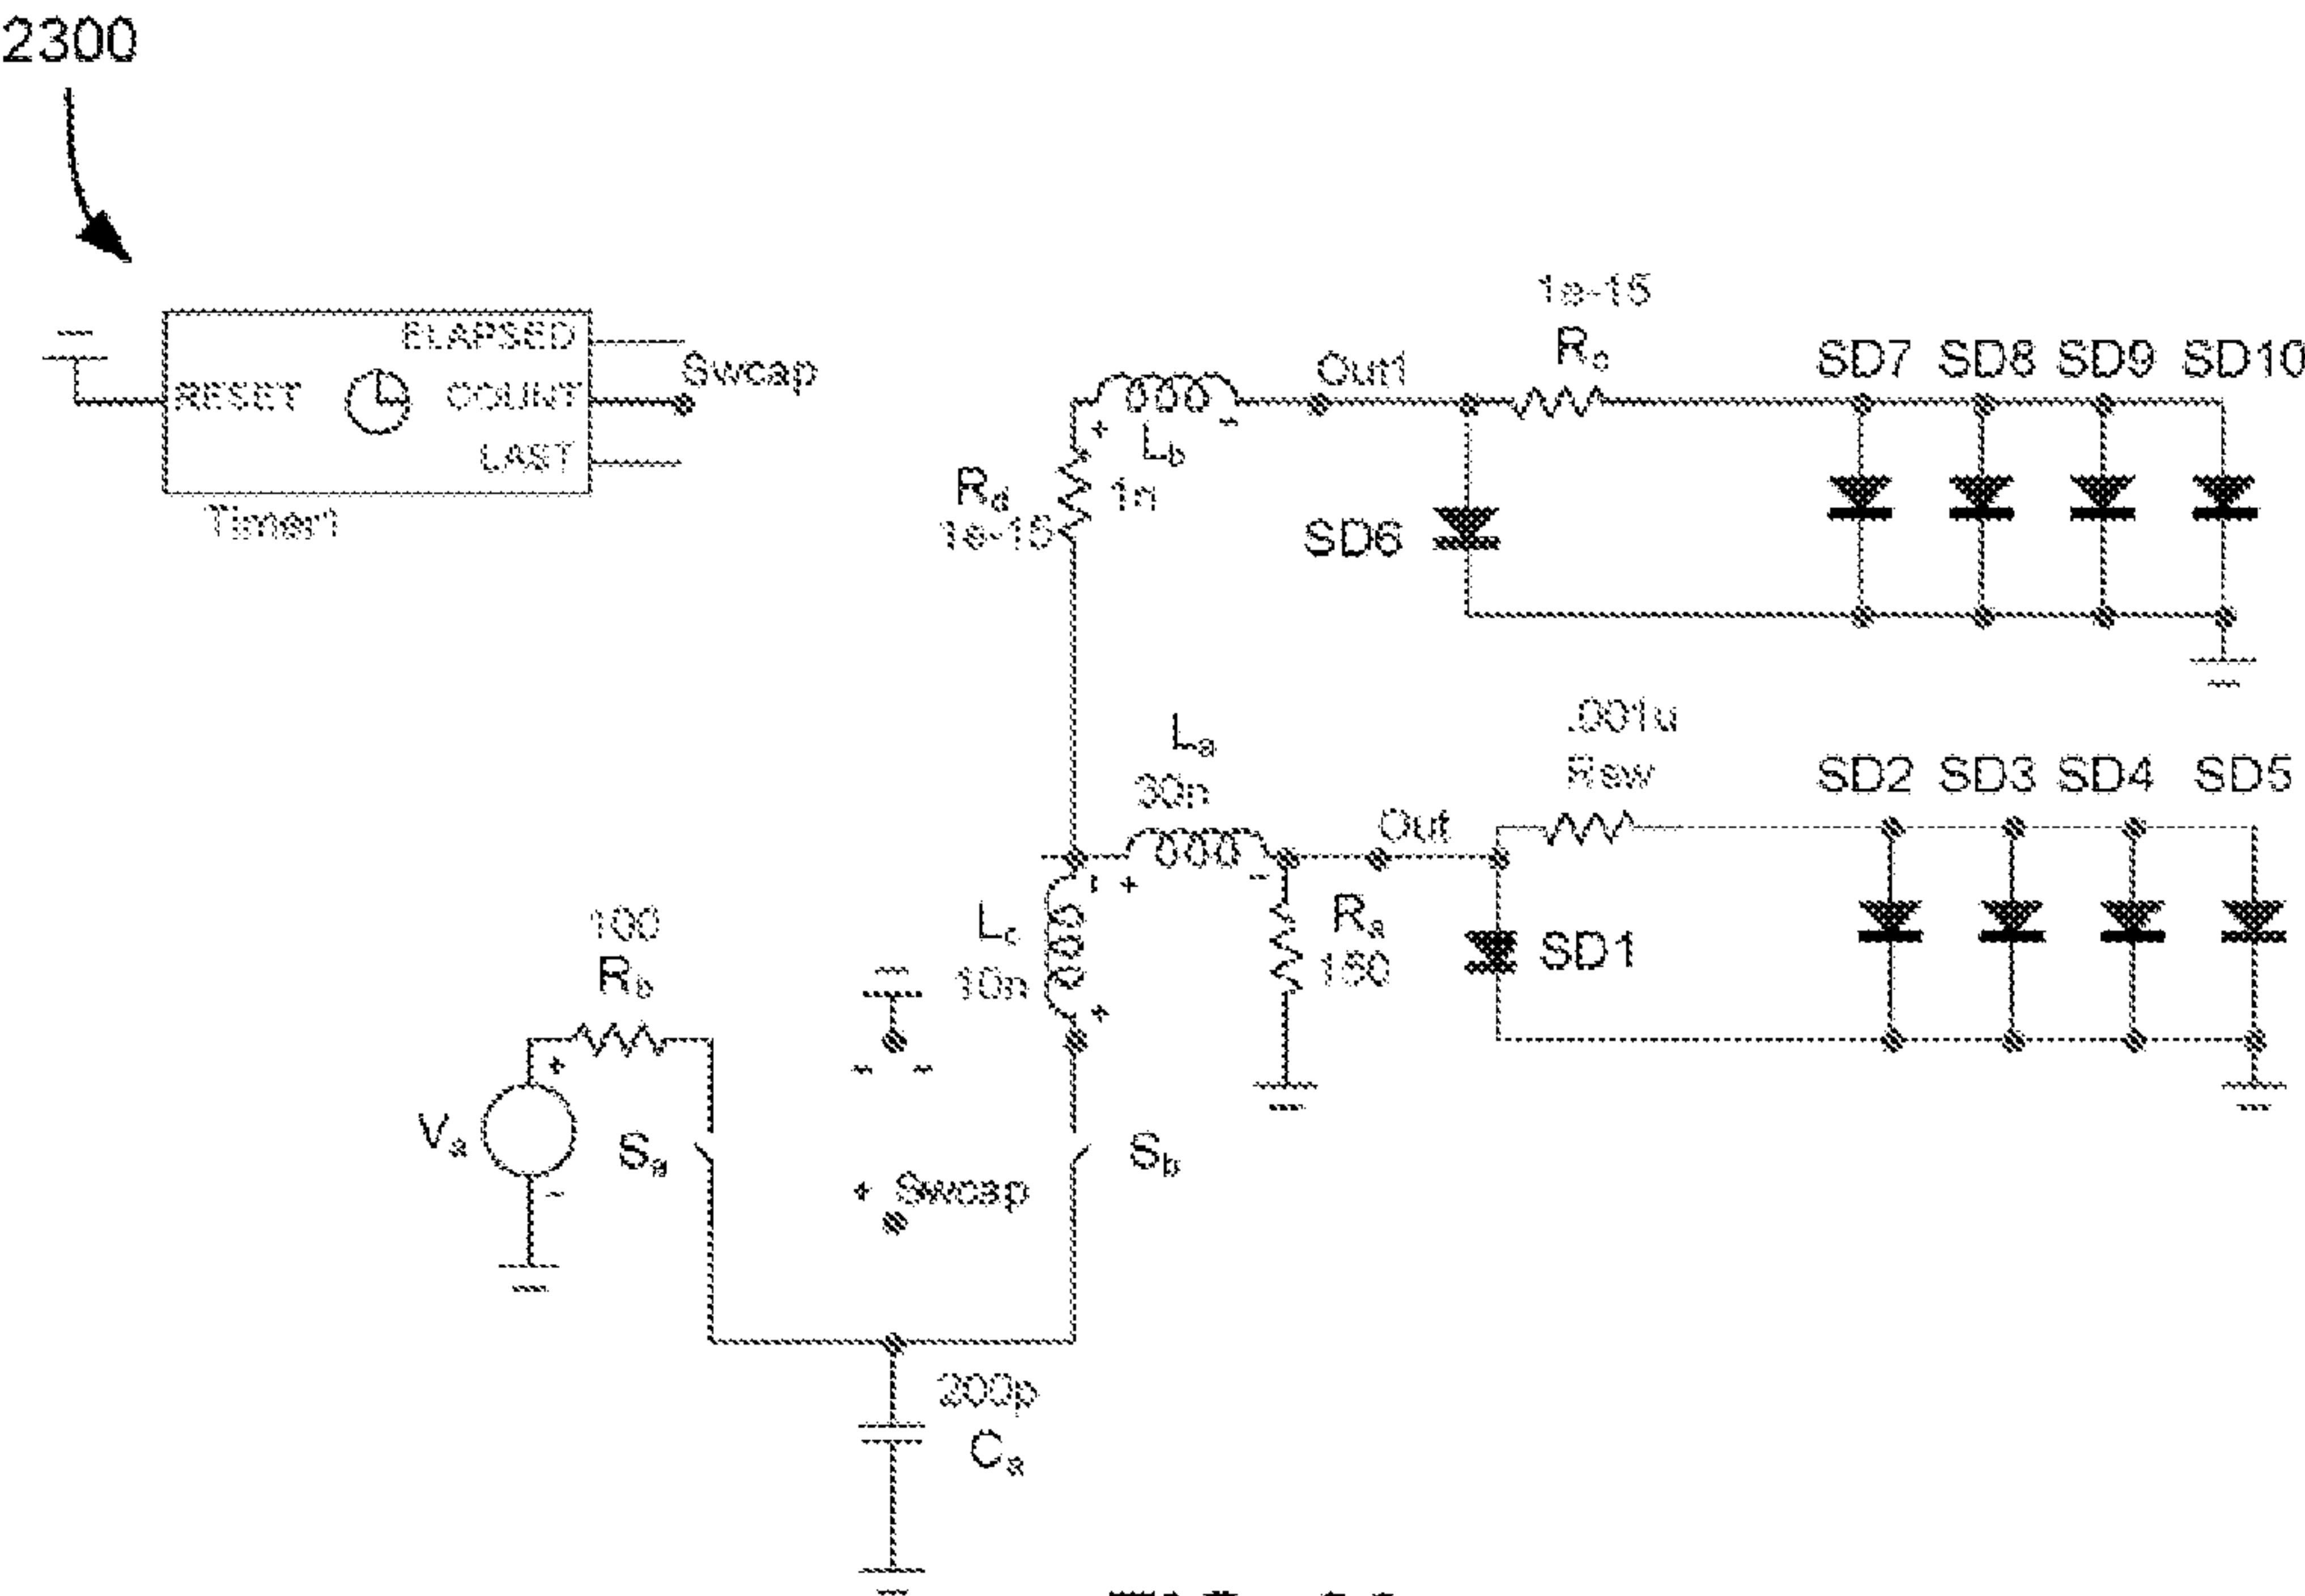 2300
ELAPSED
RESET
COUNT
Swcap
LAST
Timer1
1e-15
Rc
SD7 SD8 SD9 SD10
Out1
Lb
1n
Rd
1e-15
SD6
La
30n
.001u
Rsw
SD2 SD3 SD4 SD5
Out
Lc
10n
Ra
150
SD1
100
Rb
Va
Sa
Sb
+ Swcap
200p
Ca